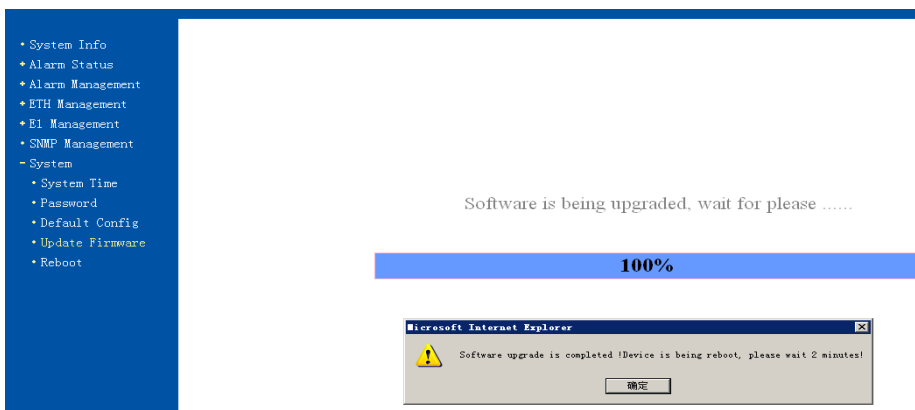 System Info
Alarm Status
Alarm Management
ETH Management
E1 Management
SNMP Management
System
System Time
Password
Default Config
Update Firmware
Reboot
Software is being upgraded, wait for please ......
100%
Microsoft Internet Explorer
Software upgrade is completed !Device is being reboot, please wait 2 minutes!
确定